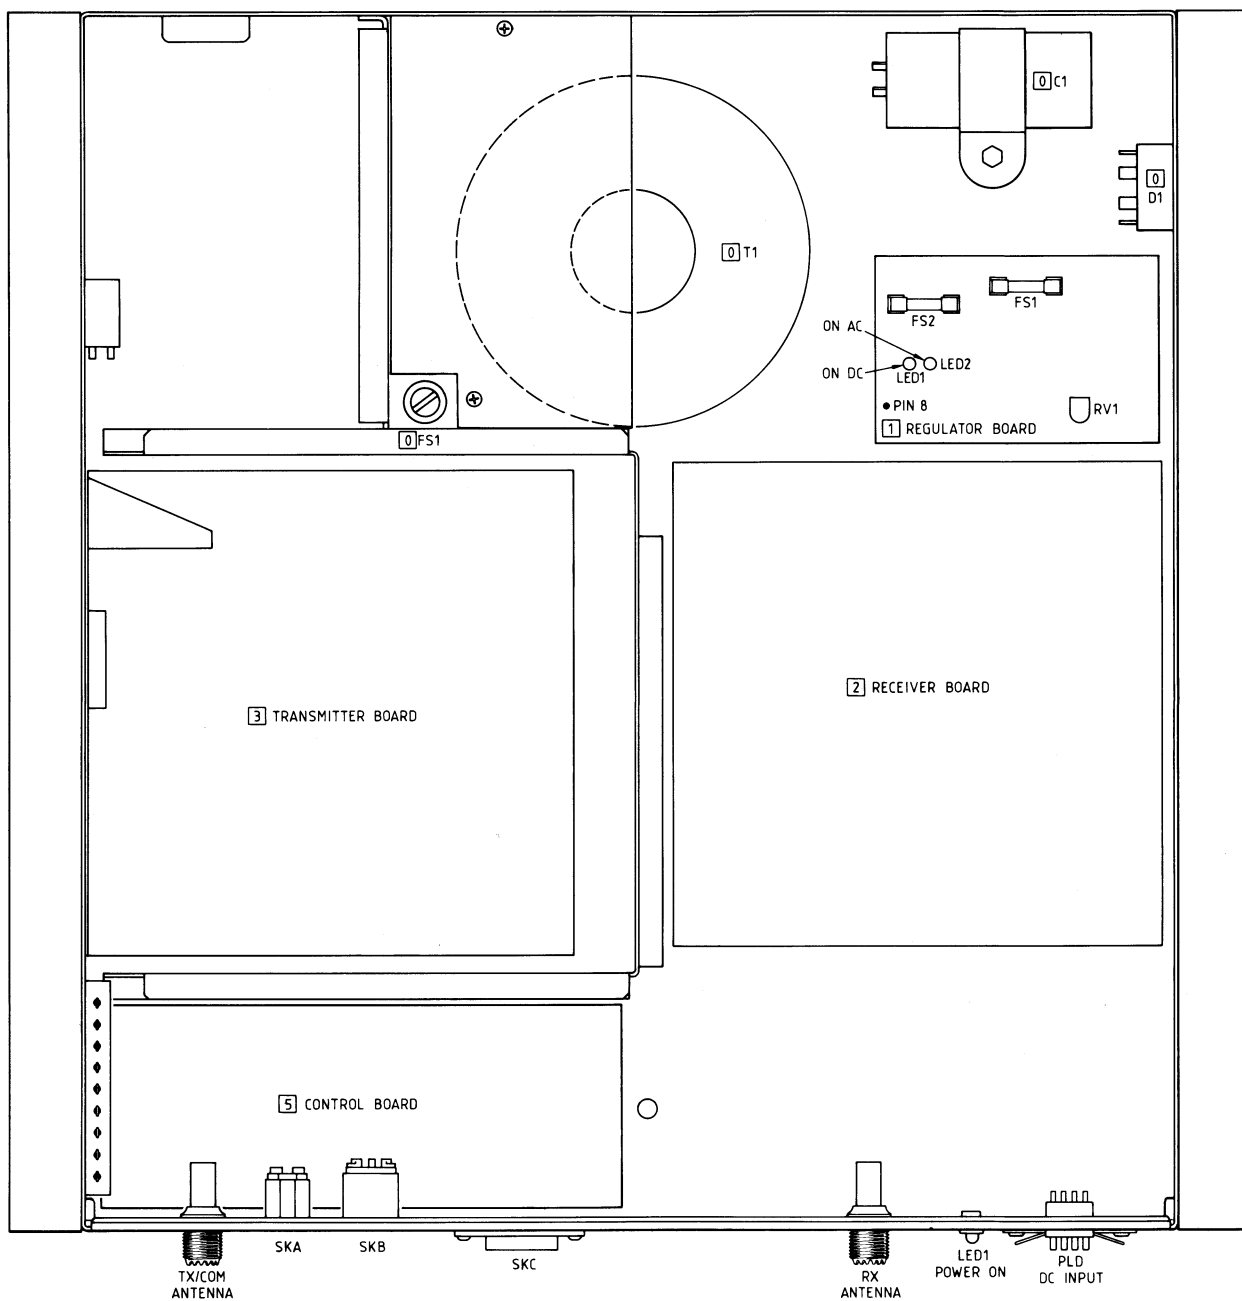 0 C1
0
D1
0 T1
FS1
FS2
ON AC
ON DC
LED2
LED1
PIN 8
RV1
1 REGULATOR BOARD
0 FS1
2 RECEIVER BOARD
3 TRANSMITTER BOARD
5 CONTROL BOARD
TX/COM
ANTENNA
SKA
SKB
SKC
RX
ANTENNA
LED1
POWER ON
PLD
DC INPUT